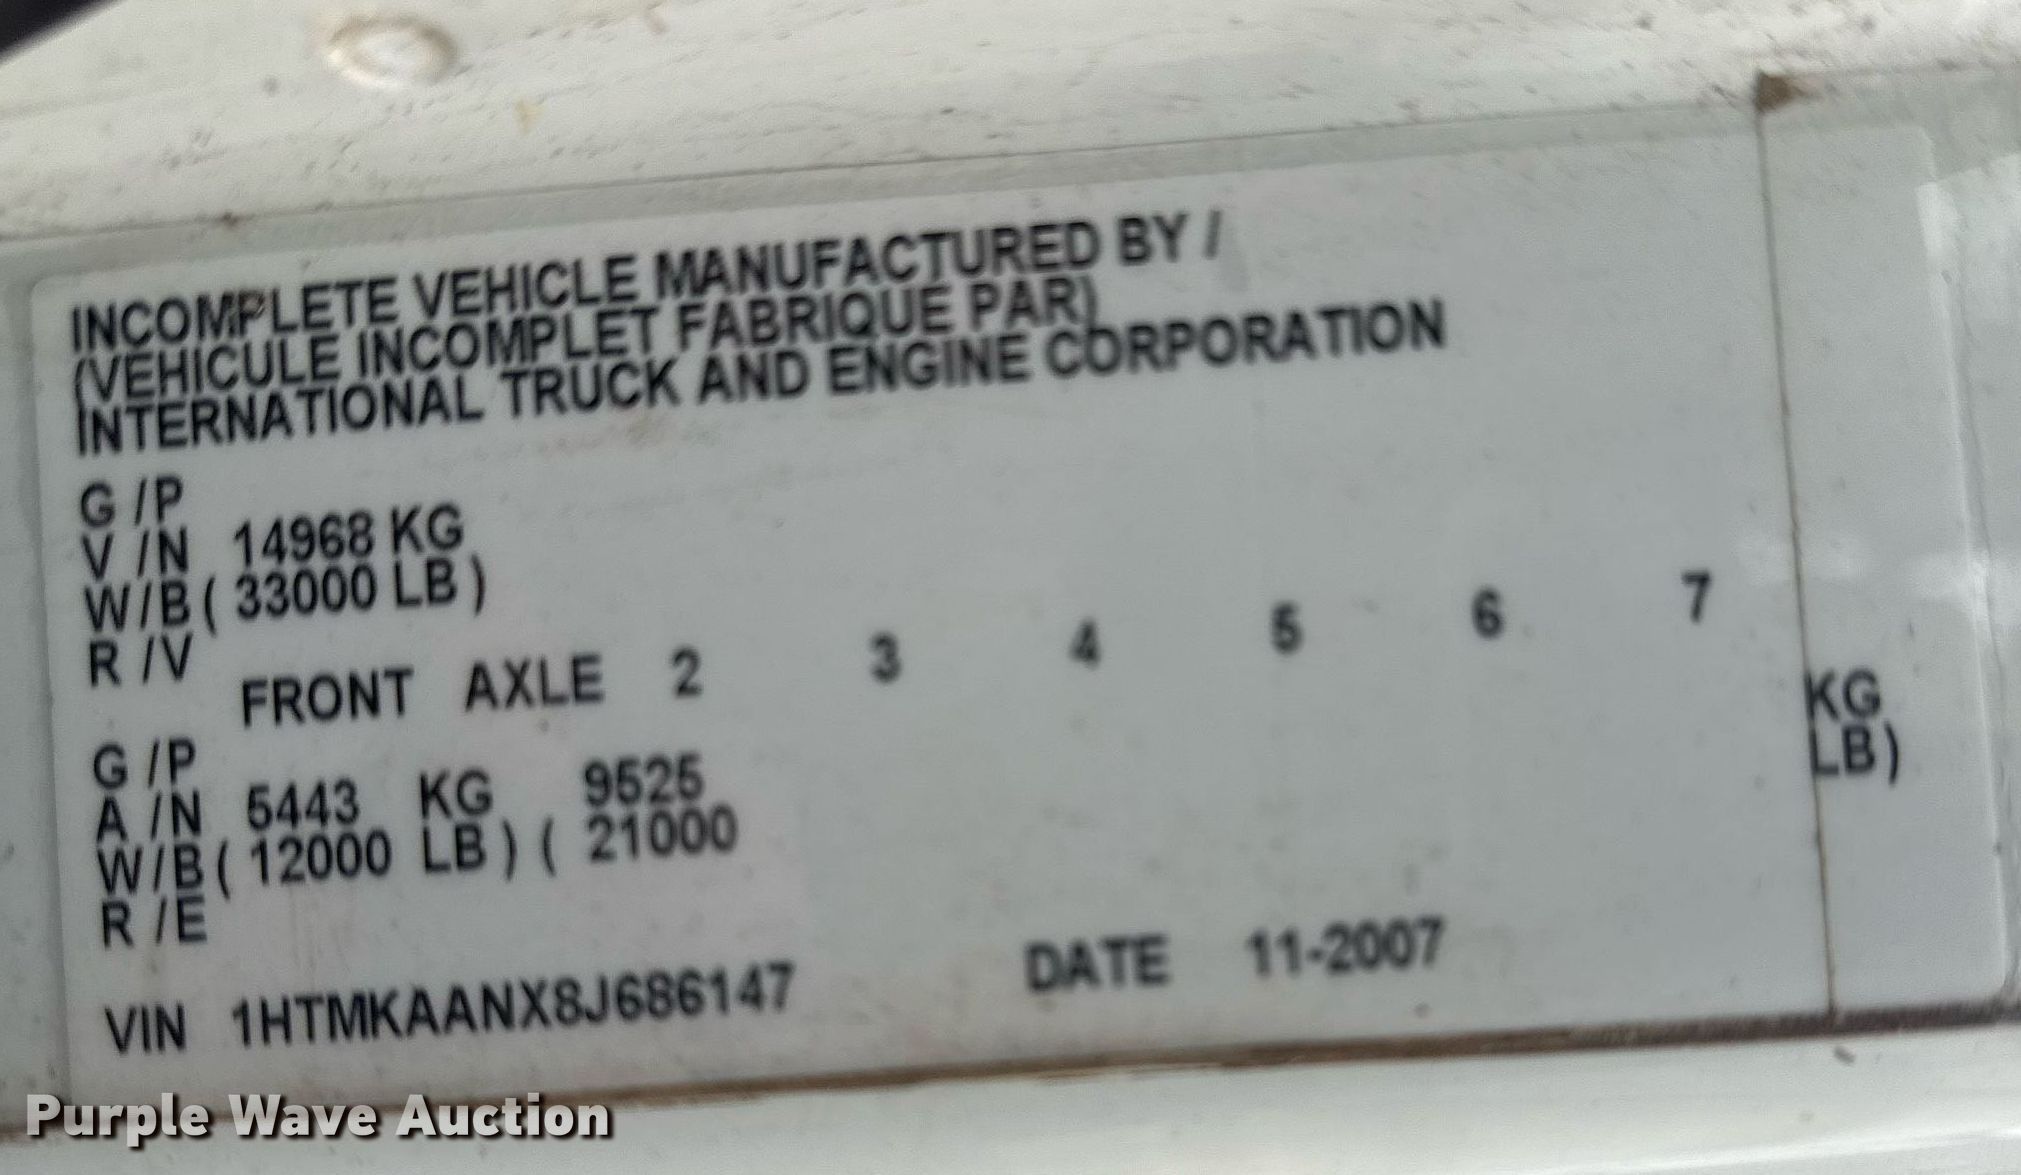 INCOMPLETE VEHICLE MANUFACTURED BY /
(VEHICULE INCOMPLET FABRIQUE PAR)
INTERNATIONAL TRUCK AND ENGINE CORPORATION
G /P
V /N 14968 KG
W/B ( 33000 LB )
R /V
FRONT AXLE 2 3 4 5 6 7
G /P
A /N 5443 KG 9525 KG
W/B ( 12000 LB ) ( 21000 LB )
R /E
VIN 1HTMKAANX8J686147 DATE 11-2007
Purple Wave Auction